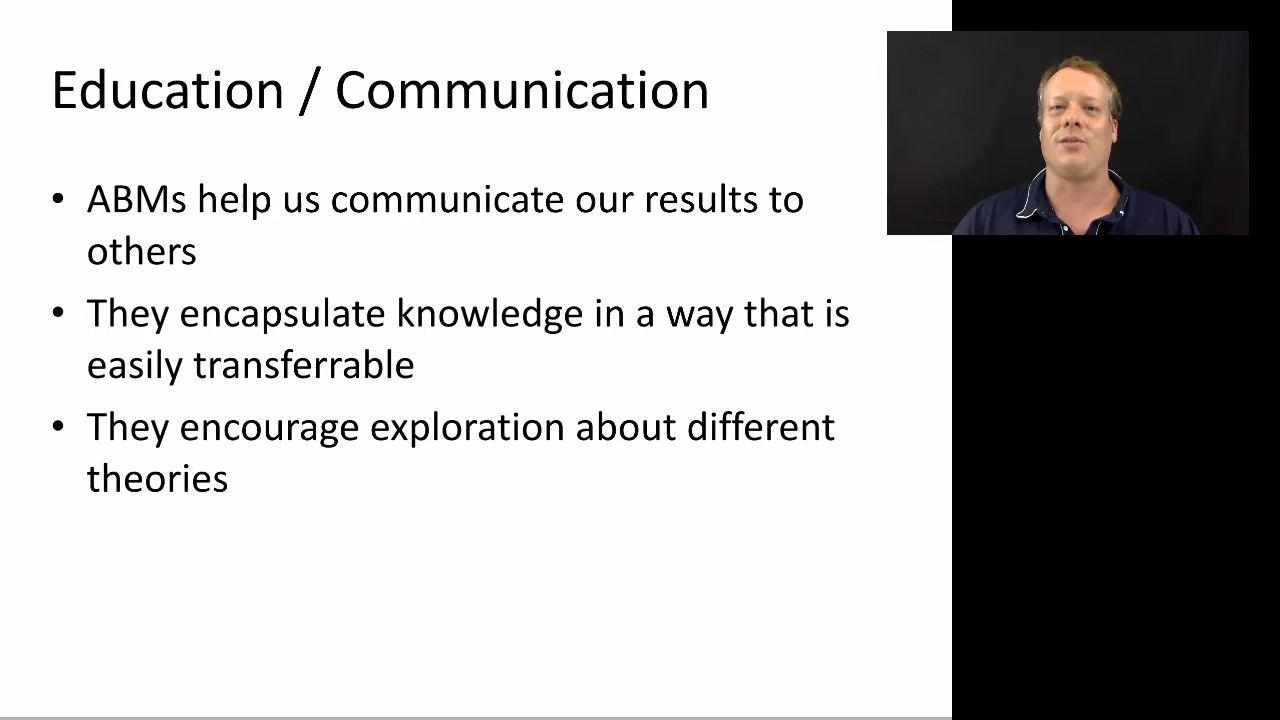 Education / Communication
• ABMs help us communicate our results to
others
• They encapsulate knowledge in a way that is
easily transferrable
• They encourage exploration about different
theories